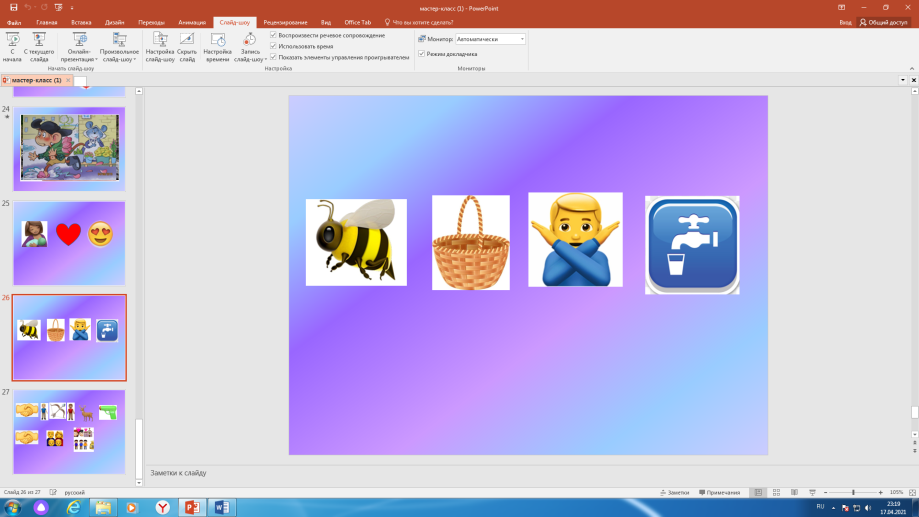 мастер-класс (1) - PowerPoint
Файл Главная Вставка Дизайн Переходы Анимация Слайд-шоу Рецензирование Вид Office Tab Что вы хотите сделать? Вход Общий доступ
С начала
С текущего слайда
Онлайн-презентация
Произвольное слайд-шоу
Настройка слайд-шоу
Скрыть слайд
Настройка времени
Запись слайд-шоу
Воспроизвести речевое сопровождение
Использовать время
Показать элементы управления проигрывателем
Монитор: Автоматически
Режим докладчика
Начать слайд-шоу Настройка Мониторы
мастер-класс (1)
24
25
26
27
Заметки к слайду
Слайд 26 из 27 русский Заметки Примечания 105%
RU 23:19
17.04.2021